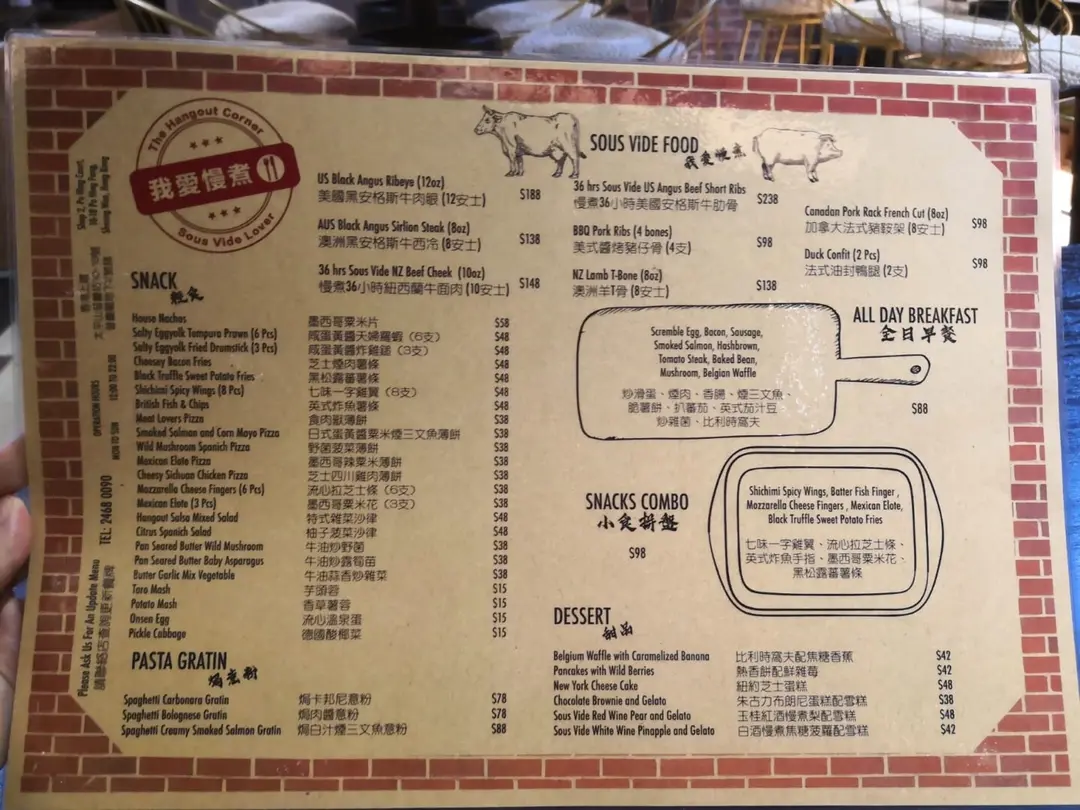 The Hangout Corner
我愛慢煮
Sous Vide Lover
SOUS ViDE FOOD
我愛慢煮
US Black Angus Ribeye (12oz)
美國黑安格斯牛肉眼 (12安士)
$188
AUS Black Angus Sirlion Steak (8oz)
澳洲黑安格斯牛西冷 (8安士)
$138
36 hrs Sous Vide NZ Beef Cheek (10oz)
慢煮36小時紐西蘭牛面肉 (10安士)
$148
36 hrs Sous Vide US Angus Beef Short Ribs
慢煮36小時美國安格斯牛肋骨
$238
BBQ Pork Ribs (4 bones)
美式醬烤豬仔骨 (4支)
$98
NZ Lamb T-Bone (8oz)
澳洲羊T骨 (8安士)
$138
Canadan Pork Rack French Cut (8oz)
加拿大法式豬鞍架 (8安士)
$98
Duck Confit (2 Pcs)
法式油封鴨腿 (2支)
$98
SNACK
輕食
House Nachos 墨西哥粟米片 $58
Salty Eggyolk Tempura Prawn (6 Pcs) 咸蛋黃醬天婦羅蝦 (6支) $48
Salty Eggyolk Fried Drumstick (3 Pcs) 咸蛋黃醬炸雞鎚 (3支) $48
Cheesey Bacon Fries 芝士煙肉薯條 $48
Black Truffle Sweet Potato Fries 黑松露蕃薯條 $48
Shichimi Spicy Wings (8 Pcs) 七味一字雞翼 (8支) $48
British Fish & Chips 英式炸魚薯條 $48
Meat Lovers Pizza 食肉獸薄餅 $38
Smoked Salmon and Corn Mayo Pizza 日式蛋黃醬粟米煙三文魚薄餅 $38
Wild Mushroom Spanich Pizza 野菌菠菜薄餅 $38
Mexican Elote Pizza 墨西哥辣粟米薄餅 $38
Cheesy Sichuan Chicken Pizza 芝士四川雞肉薄餅 $38
Mozzarella Cheese Fingers (6 Pcs) 流心拉芝士條 (6支) $38
Mexican Elote (3 Pcs) 墨西哥粟米花 (3支) $38
Hangout Salsa Mixed Salad 特式雜菜沙律 $48
Citrus Spanich Salad 柚子菠菜沙律 $48
Pan Seared Butter Wild Mushroom 牛油炒野菌 $38
Pan Seared Butter Baby Asparagus 牛油炒露筍苗 $38
Butter Garlic Mix Vegetable 牛油蒜香炒雜菜 $38
Taro Mash 芋頭蓉 $15
Potato Mash 香草薯蓉 $15
Onsen Egg 流心溫泉蛋 $15
Pickle Cabbage 德國酸椰菜 $15
PASTA GRATIN
焗意粉
Spaghetti Carbonara Gratin 焗卡邦尼意粉 $78
Spaghetti Bolognese Gratin 焗肉醬意粉 $78
Spaghetti Creamy Smoked Salmon Gratin 焗白汁煙三文魚意粉 $88
ALL DAY BREAKFAST
全日早餐
Scremble Egg, Bacon, Sausage,
Smoked Salmon, Hashbrown,
Tomato Steak, Baked Bean,
Mushroom, Belgian Waffle
炒滑蛋、煙肉、香腸、煙三文魚、
脆薯餅、扒蕃茄、英式茄汁豆
炒雜菌、比利時窩夫
$88
SNACKS COMBO
小食拼盤
$98
Shichimi Spicy Wings, Batter Fish Finger ,
Mozzarella Cheese Fingers , Mexican Elote,
Black Truffle Sweet Potato Fries
七味一字雞翼、流心拉芝士條、
英式炸魚手指、墨西哥粟米花、
黑松露蕃薯條
DESSERT
甜品
Belgium Waffle with Caramelized Banana 比利時窩夫配焦糖香蕉 $42
Pancakes with Wild Berries 熱香餅配鮮雜莓 $42
New York Cheese Cake 紐約芝士蛋糕 $48
Chocolate Brownie and Gelato 朱古力布朗尼蛋糕配雪糕 $38
Sous Vide Red Wine Pear and Gelato 玉桂紅酒慢煮梨配雪糕 $48
Sous Vide White Wine Pinapple and Gelato 白酒慢煮焦糖菠蘿配雪糕 $42
Shop 2, Po Hing Court,
Po Hing Fong,
Sheung Wan, Hong Kong
OPERATION HOURS
MON TO SUN 12:00 TO 22:00
TEL: 2468 0090
Please Ask Us For An Update Menu